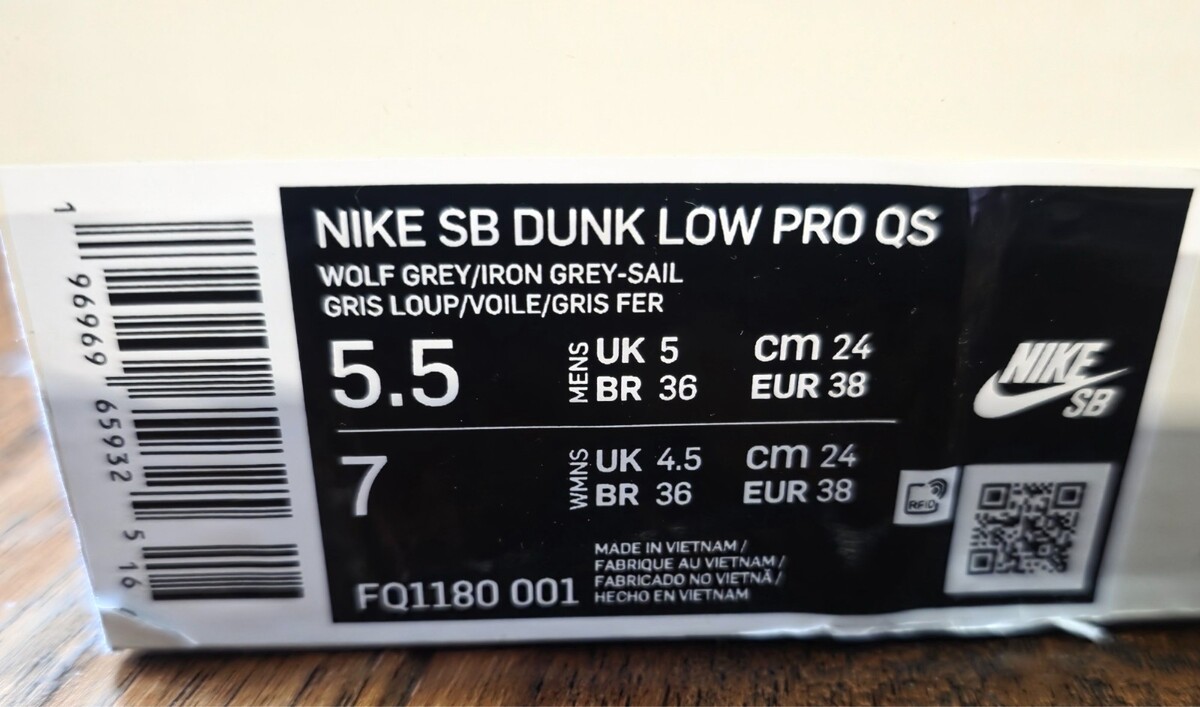 NIKE SB DUNK LOW PRO QS
WOLF GREY/IRON GREY-SAIL
GRIS LOUP/VOILE/GRIS FER
5.5
MENS
UK 5
cm 24
BR 36
EUR 38
7
WMNS
UK 4.5
cm 24
BR 36
EUR 38
FQ1180 001
MADE IN VIETNAM /
FABRIQUE AU VIETNAM /
FABRICADO NO VIETNÃ /
HECHO EN VIETNAM
NIKE
SB
RFID
1 96969 65932 5 16